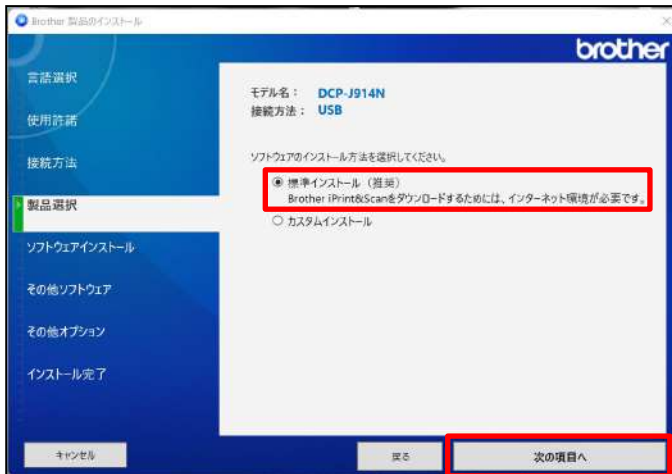 Brother 製品のインストール
brother
言語選択
使用許諾
接続方法
製品選択
ソフトウェアインストール
その他ソフトウェア
その他オプション
インストール完了
モデル名： DCP-J914N
接続方法： USB
ソフトウェアのインストール方法を選択してください。
標準インストール（推奨）
Brother iPrint&Scanをダウンロードするためには、インターネット環境が必要です。
カスタムインストール
キャンセル
戻る
次の項目へ